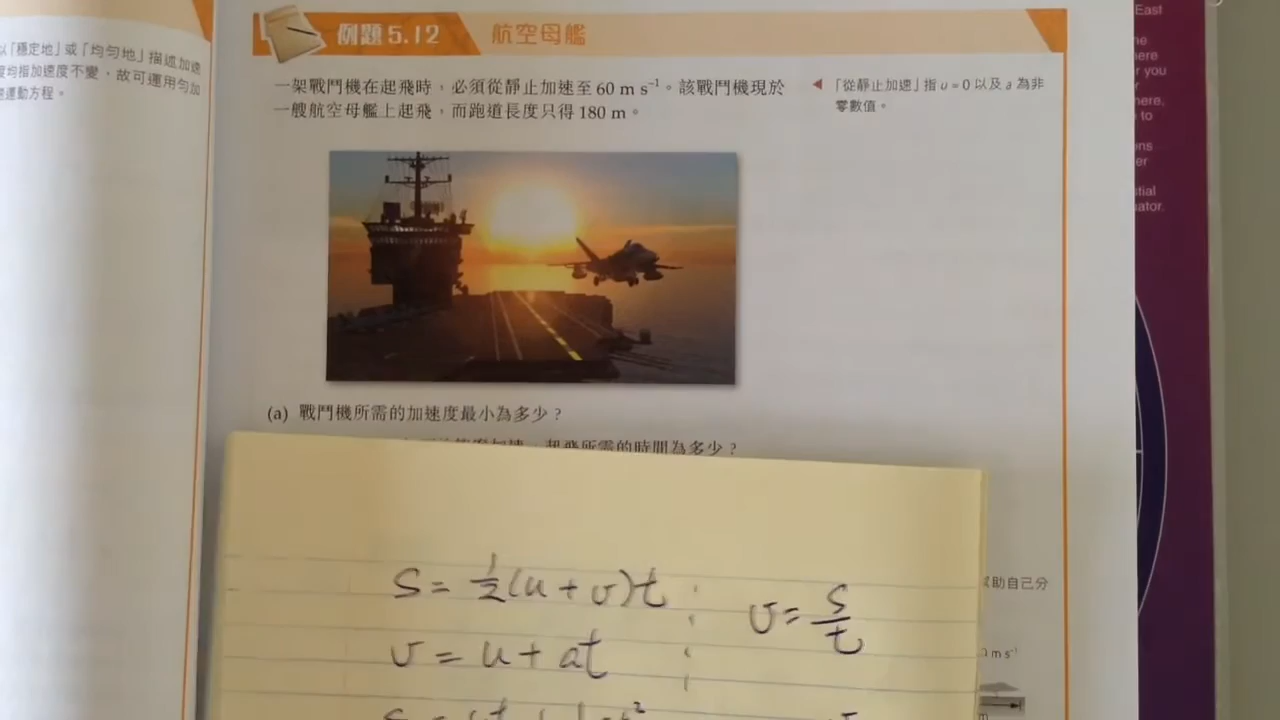 以「穩定地」或「均勻地」描述加速
度均指加速度不變，故可運用勻加
速運動方程。
例題 5.12 航空母艦
一架戰鬥機在起飛時，必須從靜止加速至 60 m s⁻¹。該戰鬥機現於
一艘航空母艦上起飛，而跑道長度只得 180 m。
◀「從靜止加速」指 u = 0 以及 a 為非
零數值。
(a) 戰鬥機所需的加速度最小為多少？
起飛所需的時間為多少？
s = ½(u + v)t
v = s/t
v = u + at
助自己分
m s⁻¹
m
East
you
here.
to